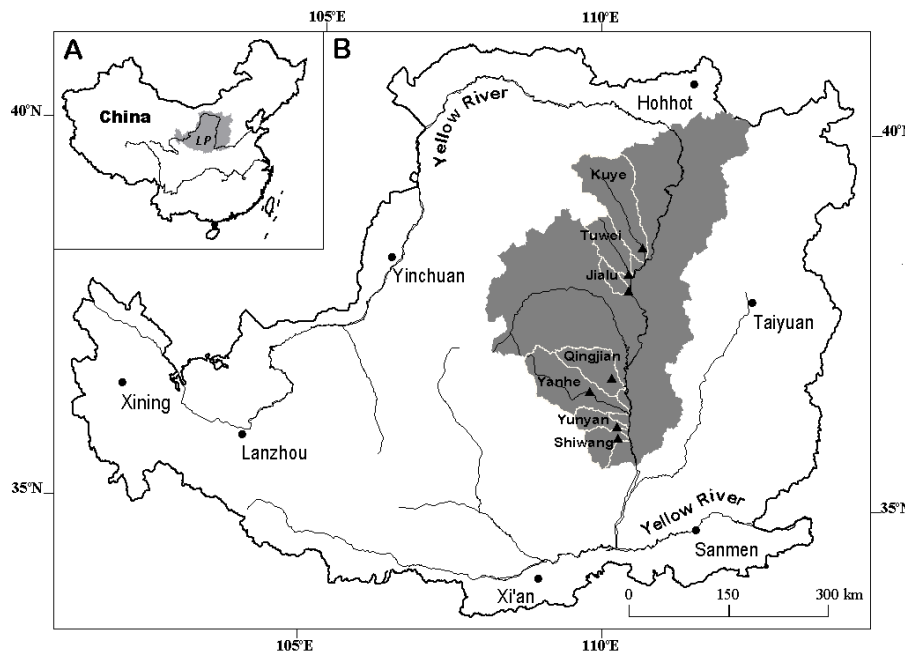 105°E
110°E
A
B
40°N
40°N
China
LP
Yellow River
Hohhot
Kuye
Tuwei
Jialu
Yinchuan
Taiyuan
Qingjian
Yanhe
Xining
Yunyan
Shiwang
Lanzhou
35°N
35°N
Yellow River
Sanmen
Xi'an
0 150 300 km
105°E
110°E